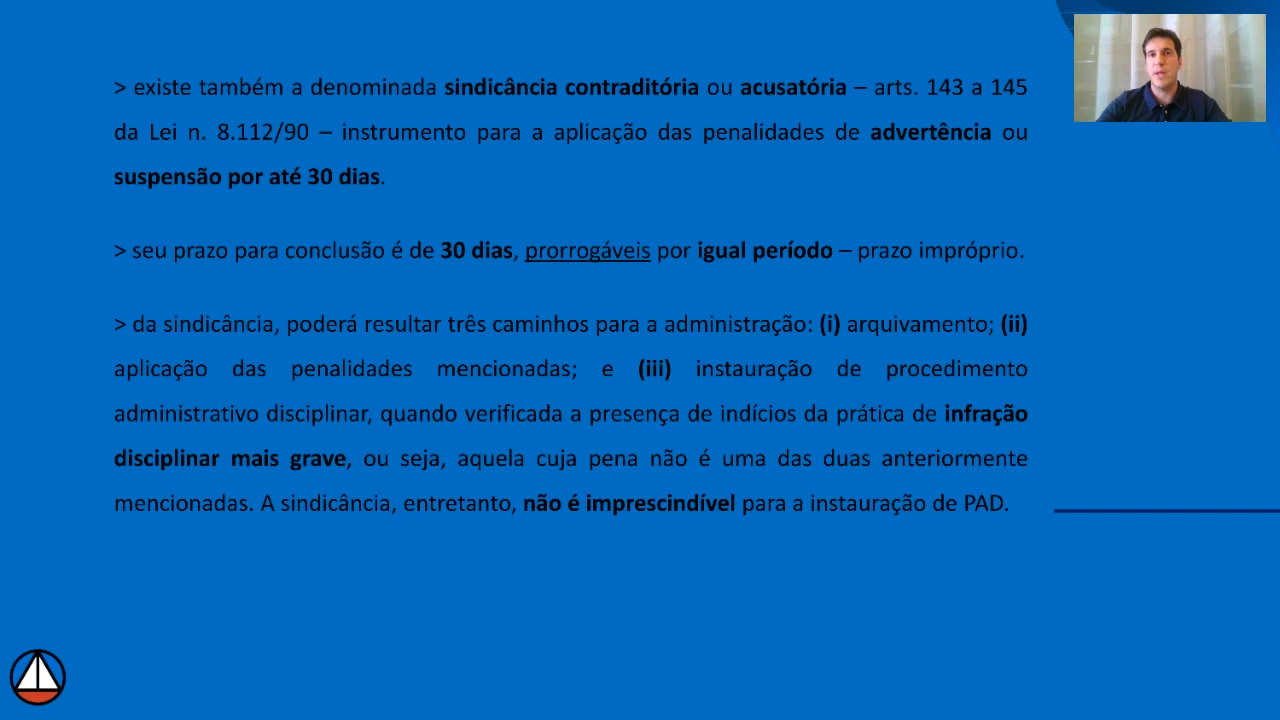 > existe também a denominada sindicância contraditória ou acusatória – arts. 143 a 145
da Lei n. 8.112/90 – instrumento para a aplicação das penalidades de advertência ou
suspensão por até 30 dias.
> seu prazo para conclusão é de 30 dias, prorrogáveis por igual período – prazo impróprio.
> da sindicância, poderá resultar três caminhos para a administração: (i) arquivamento; (ii)
aplicação das penalidades mencionadas; e (iii) instauração de procedimento
administrativo disciplinar, quando verificada a presença de indícios da prática de infração
disciplinar mais grave, ou seja, aquela cuja pena não é uma das duas anteriormente
mencionadas. A sindicância, entretanto, não é imprescindível para a instauração de PAD.